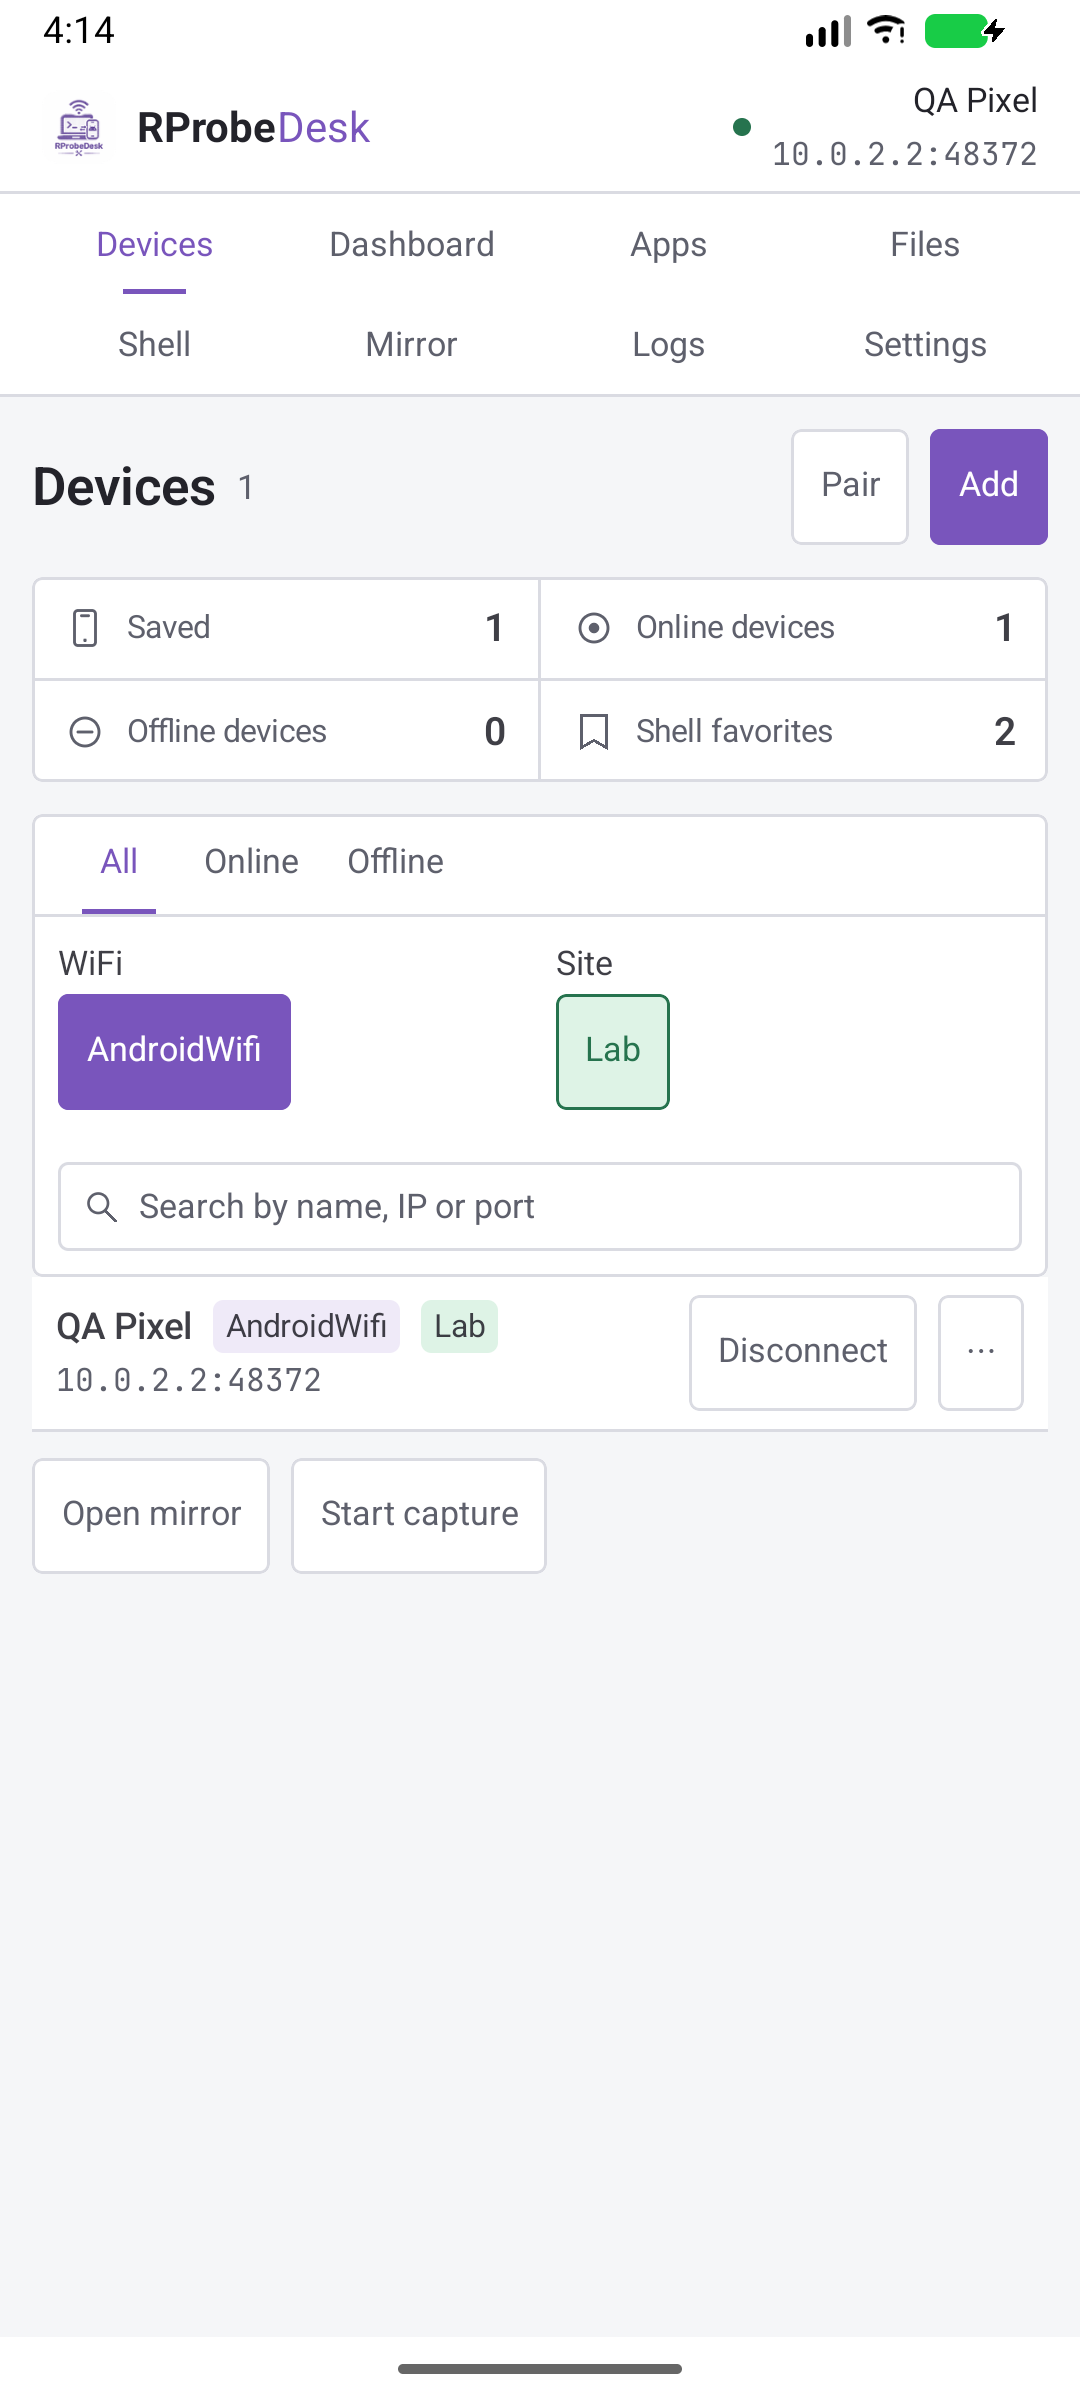 4:14
RProbeDesk
RProbeDesk
QA Pixel
10.0.2.2:48372
Devices Dashboard Apps Files
Shell Mirror Logs Settings
Devices 1
Pair
Add
Saved 1
Online devices 1
Offline devices 0
Shell favorites 2
All Online Offline
WiFi
AndroidWifi
Site
Lab
Search by name, IP or port
QA Pixel AndroidWifi Lab
10.0.2.2:48372
Disconnect
...
Open mirror
Start capture